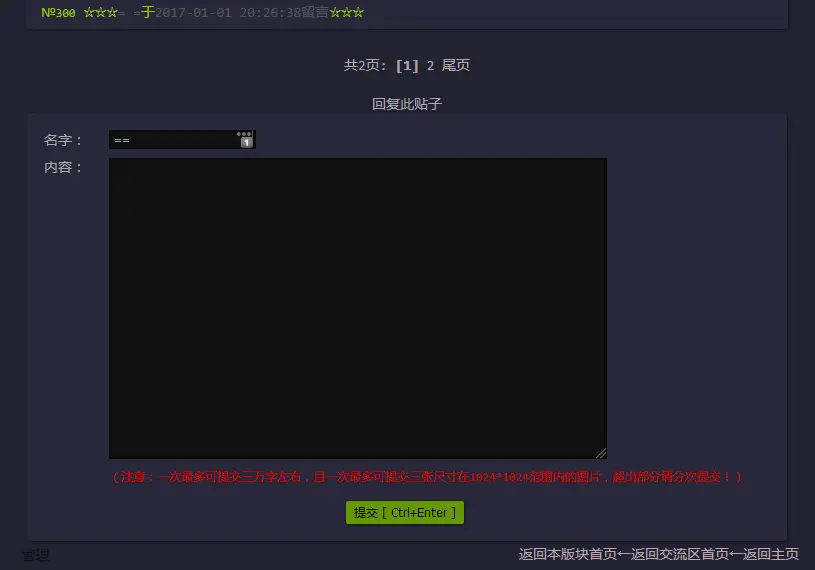 №300 ☆☆☆= =于2017-01-01 20:26:38留言☆☆☆
共2页: [1] 2 尾页
回复此贴子
名字： ==
1
内容：
（注意：一次最多可提交三万字左右，且一次最多可提交三张尺寸在1024*1024范围内的图片，超出部分请分次提交！）
提交 [ Ctrl+Enter ]
管理 返回本版块首页←返回交流区首页←返回主页